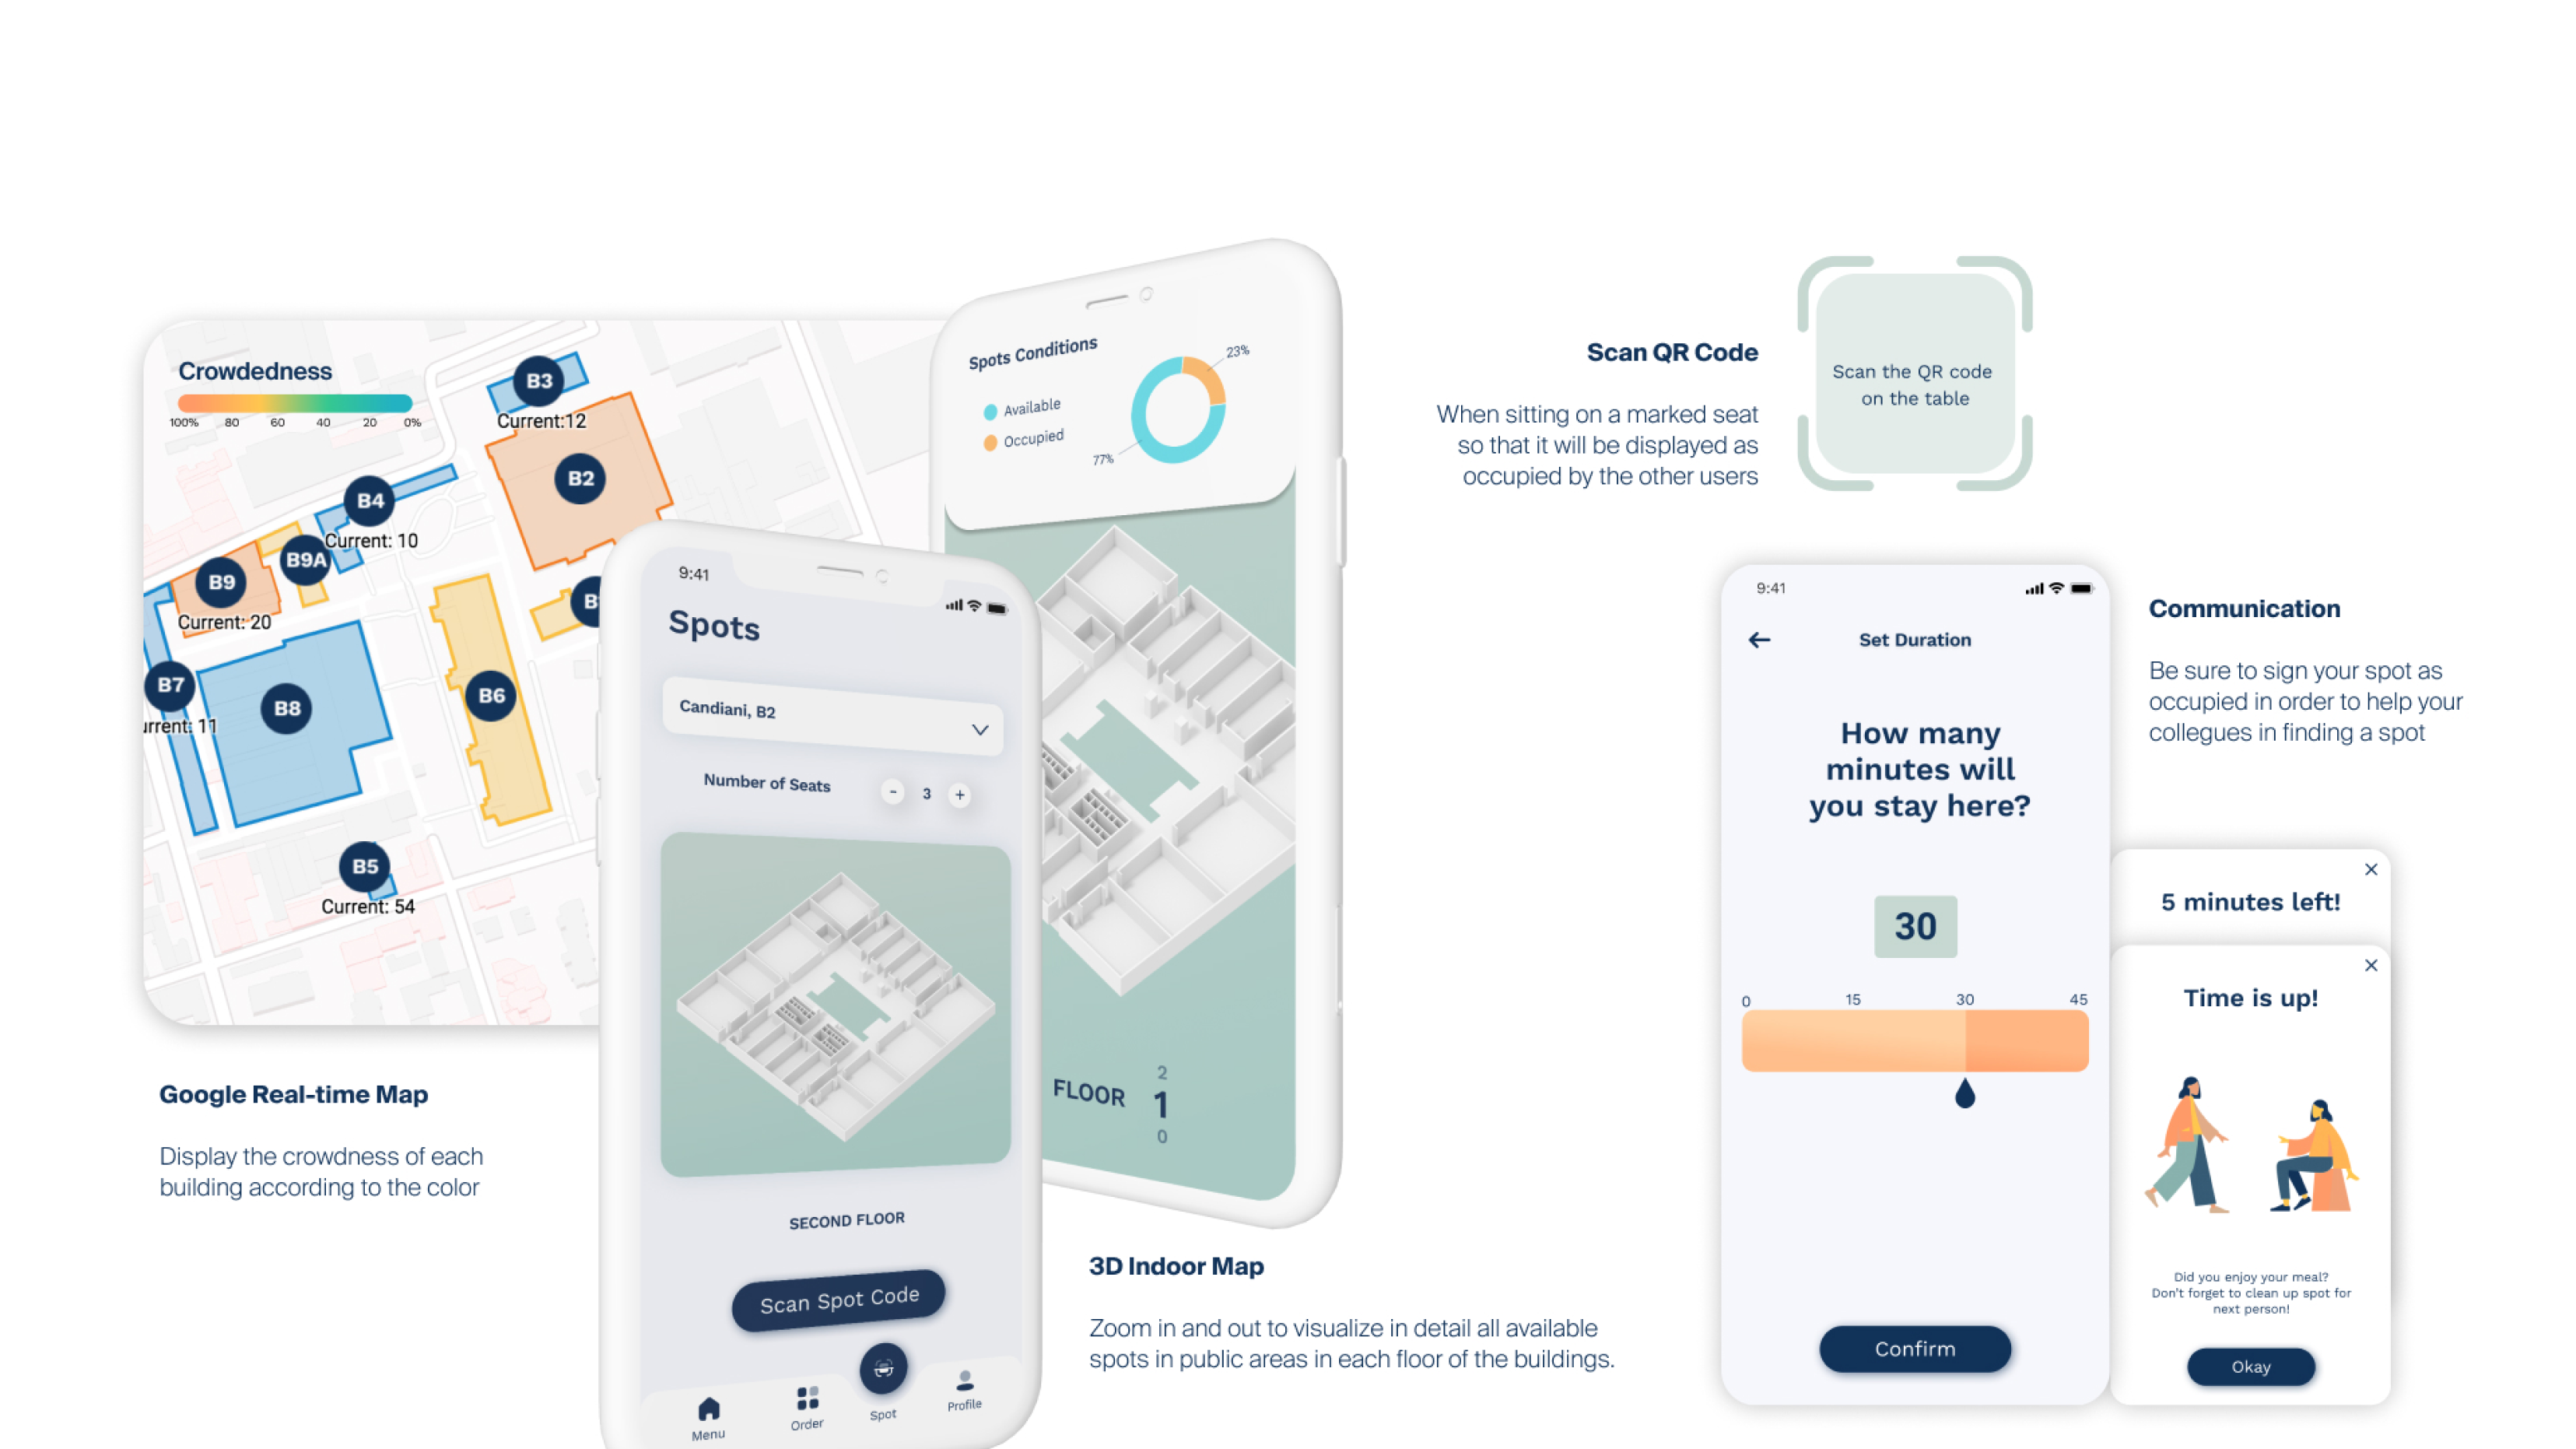 Crowdedness
100% 80 60 40 20 0%
B3
Current:12
B2
B4
Current: 10
B9A
B9
Current: 20
B7
urrent: 11
B8
B6
B5
Current: 54
Google Real-time Map
Display the crowdness of each
building according to the color
9:41
Spots
Candiani, B2
Number of Seats - 3 +
SECOND FLOOR
Scan Spot Code
Menu
Order
Spot
Profile
Spots Conditions
Available
Occupied
23%
77%
FLOOR
2
1
0
3D Indoor Map
Zoom in and out to visualize in detail all available
spots in public areas in each floor of the buildings.
Scan QR Code
When sitting on a marked seat
so that it will be displayed as
occupied by the other users
Scan the QR code
on the table
9:41
Set Duration
How many
minutes will
you stay here?
30
0 15 30 45
Confirm
Communication
Be sure to sign your spot as
occupied in order to help your
collegues in finding a spot
5 minutes left!
Time is up!
Did you enjoy your meal?
Don't forget to clean up spot for
next person!
Okay